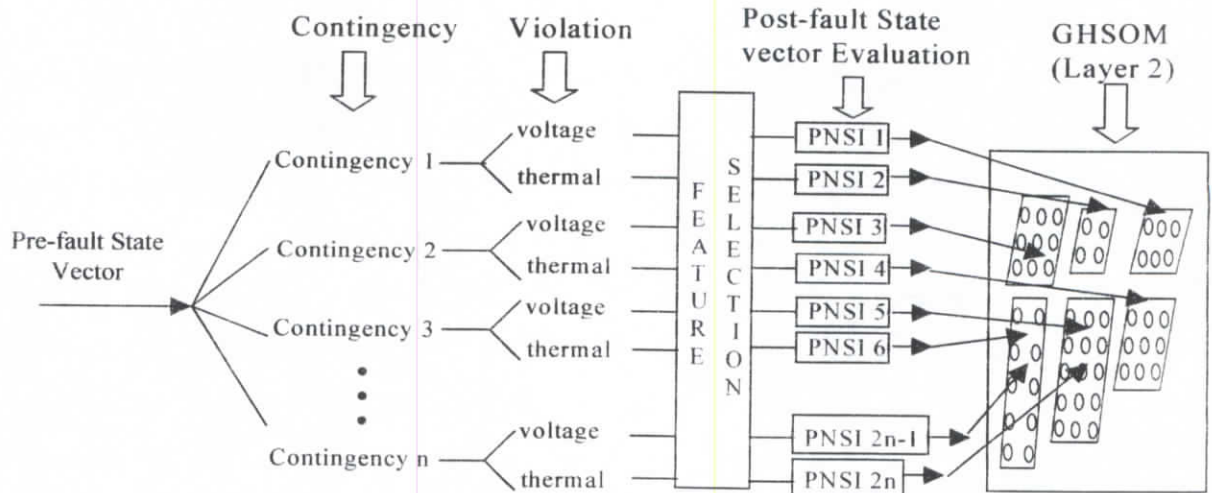 Contingency
Violation
Post-fault State
vector Evaluation
GHSOM
(Layer 2)
Pre-fault State
Vector
Contingency 1
voltage
thermal
Contingency 2
voltage
thermal
Contingency 3
voltage
thermal
Contingency n
voltage
thermal
FEATURE
SELECTION
PNSI 1
PNSI 2
PNSI 3
PNSI 4
PNSI 5
PNSI 6
PNSI 2n-1
PNSI 2n